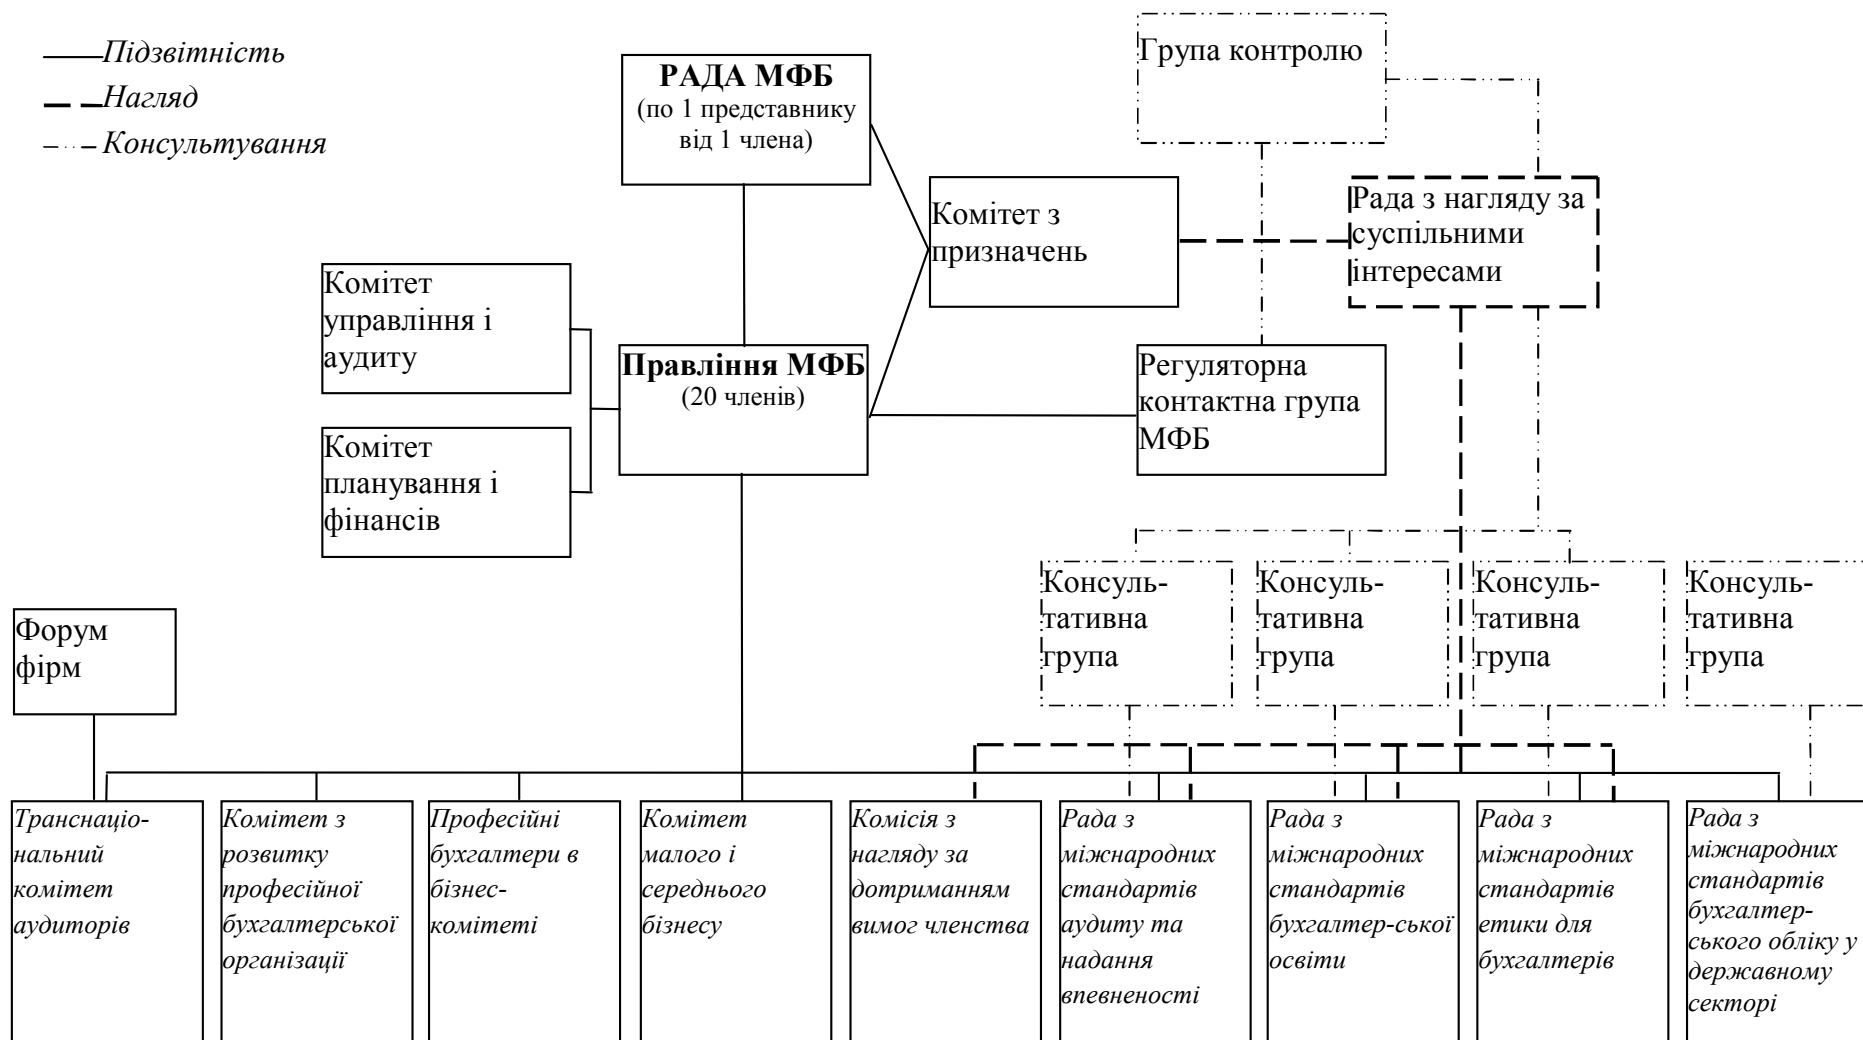 Підзвітність
Нагляд
Консультування
РАДА МФБ
(по 1 представнику
від 1 члена)
Група контролю
Комітет з
призначень
Рада з нагляду за
суспільними
інтересами
Комітет
управління і
аудиту
Правління МФБ
(20 членів)
Регуляторна
контактна група
МФБ
Комітет
планування і
фінансів
Консуль-
тативна
група
Консуль-
тативна
група
Консуль-
тативна
група
Консуль-
тативна
група
Форум
фірм
Транснаціо-
нальний
комітет
аудиторів
Комітет з
розвитку
професійної
бухгалтерської
організації
Професійні
бухгалтери в
бізнес-
комітеті
Комітет
малого і
середнього
бізнесу
Комісія з
нагляду за
дотриманням
вимог членства
Рада з
міжнародних
стандартів
аудиту та
надання
впевненості
Рада з
міжнародних
стандартів
бухгалтер-ської
освіти
Рада з
міжнародних
стандартів
етики для
бухгалтерів
Рада з
міжнародних
стандартів
бухгалтер-
ського обліку у
державному
секторі